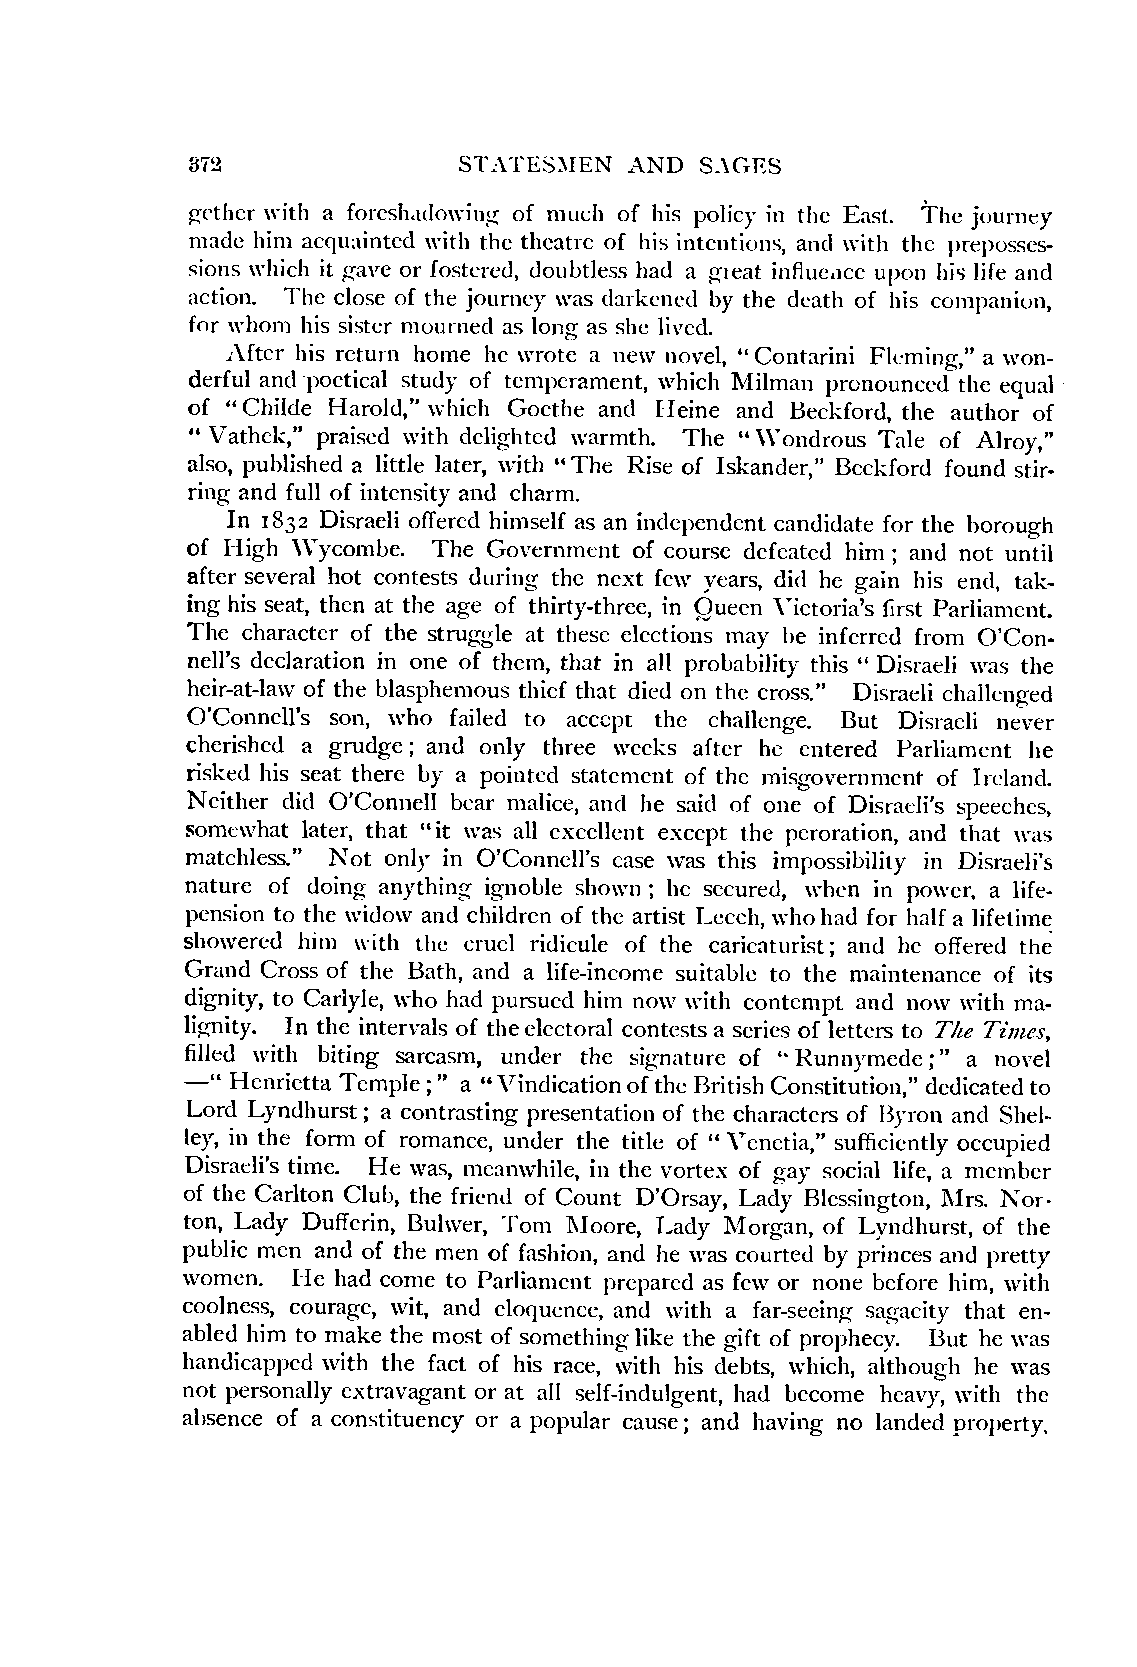 372 STATESMEN AND SAGES
gether with a foreshadowing of much of his policy in the East. The journey
made him acquainted with the theatre of his intentions, and with the preposses-
sions which it gave or fostered, doubtless had a great influence upon his life and
action. The close of the journey was darkened by the death of his companion,
for whom his sister mourned as long as she lived.
After his return home he wrote a new novel, "Contarini Fleming," a won-
derful and poetical study of temperament, which Milman pronounced the equal
of "Childe Harold," which Goethe and Heine and Beckford, the author of
"Vathek," praised with delighted warmth. The "Wondrous Tale of Alroy,"
also, published a little later, with "The Rise of Iskander," Beckford found stir-
ring and full of intensity and charm.
In 1832 Disraeli offered himself as an independent candidate for the borough
of High Wycombe. The Government of course defeated him; and not until
after several hot contests during the next few years, did he gain his end, tak-
ing his seat, then at the age of thirty-three, in Queen Victoria's first Parliament.
The character of the struggle at these elections may be inferred from O'Con-
nell's declaration in one of them, that in all probability this "Disraeli was the
heir-at-law of the blasphemous thief that died on the cross." Disraeli challenged
O'Connell's son, who failed to accept the challenge. But Disraeli never
cherished a grudge; and only three weeks after he entered Parliament he
risked his seat there by a pointed statement of the misgovernment of Ireland.
Neither did O'Connell bear malice, and he said of one of Disraeli's speeches,
somewhat later, that "it was all excellent except the peroration, and that was
matchless." Not only in O'Connell's case was this impossibility in Disraeli's
nature of doing anything ignoble shown; he secured, when in power, a life-
pension to the widow and children of the artist Leech, who had for half a lifetime
showered him with the cruel ridicule of the caricaturist; and he offered the
Grand Cross of the Bath, and a life-income suitable to the maintenance of its
dignity, to Carlyle, who had pursued him now with contempt and now with ma-
lignity. In the intervals of the electoral contests a series of letters to The Times,
filled with biting sarcasm, under the signature of "Runnymede;" a novel
—"Henrietta Temple;" a "Vindication of the British Constitution," dedicated to
Lord Lyndhurst; a contrasting presentation of the characters of Byron and Shel-
ley, in the form of romance, under the title of "Venetia," sufficiently occupied
Disraeli's time. He was, meanwhile, in the vortex of gay social life, a member
of the Carlton Club, the friend of Count D'Orsay, Lady Blessington, Mrs. Nor-
ton, Lady Dufferin, Bulwer, Tom Moore, Lady Morgan, of Lyndhurst, of the
public men and of the men of fashion, and he was courted by princes and pretty
women. He had come to Parliament prepared as few or none before him, with
coolness, courage, wit, and eloquence, and with a far-seeing sagacity that en-
abled him to make the most of something like the gift of prophecy. But he was
handicapped with the fact of his race, with his debts, which, although he was
not personally extravagant or at all self-indulgent, had become heavy, with the
absence of a constituency or a popular cause; and having no landed property,